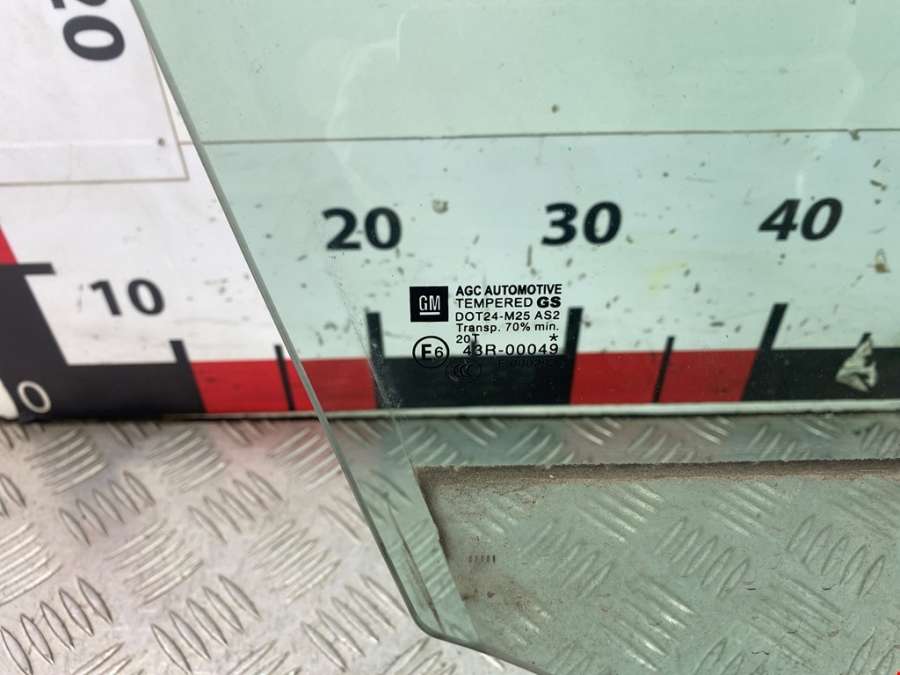 20
20
30
40
10
0
GM
AGC AUTOMOTIVE
TEMPERED GS
DOT24-M25 AS2
Transp. 70% min.
20T *
E6
43R-00049
CCC